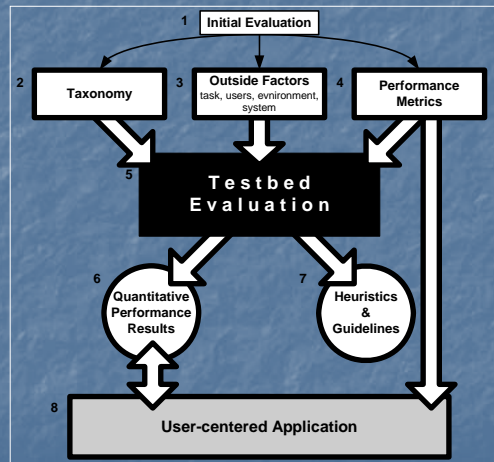 1
Initial Evaluation
2
Taxonomy
3
Outside Factors
task, users, evnironment,
system
4
Performance
Metrics
5
Testbed
Evaluation
6
Quantitative
Performance
Results
7
Heuristics
&
Guidelines
8
User-centered Application